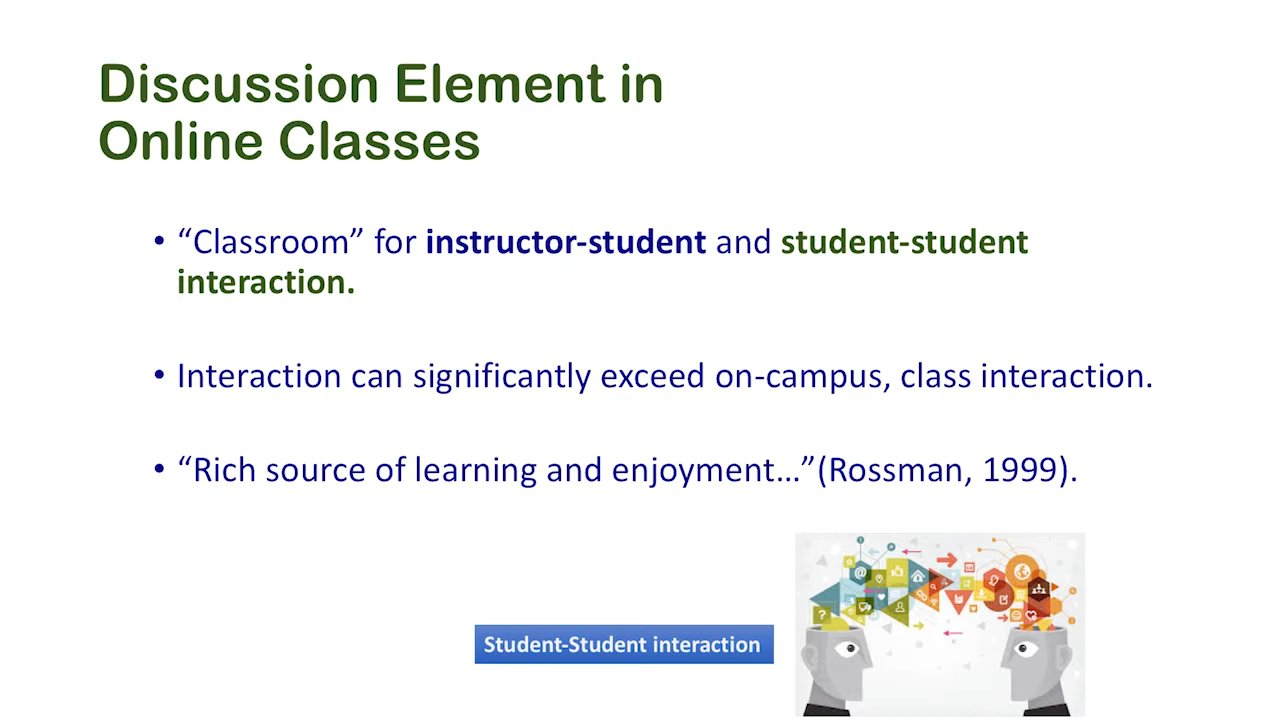 Discussion Element in
Online Classes
• “Classroom” for instructor-student and student-student
interaction.
• Interaction can significantly exceed on-campus, class interaction.
• “Rich source of learning and enjoyment…”(Rossman, 1999).
Student-Student interaction